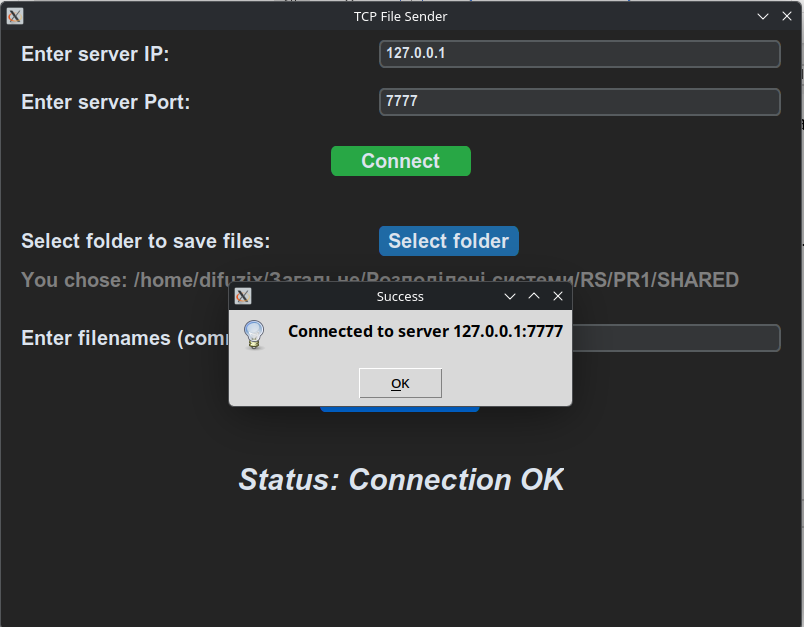 TCP File Sender
Enter server IP:
127.0.0.1
Enter server Port:
7777
Connect
Select folder to save files:
Select folder
You chose: /home/difuzix/Загальне/Розподілені системи/RS/PR1/SHARED
Success
Enter filenames
Connected to server 127.0.0.1:7777
OK
Status: Connection OK